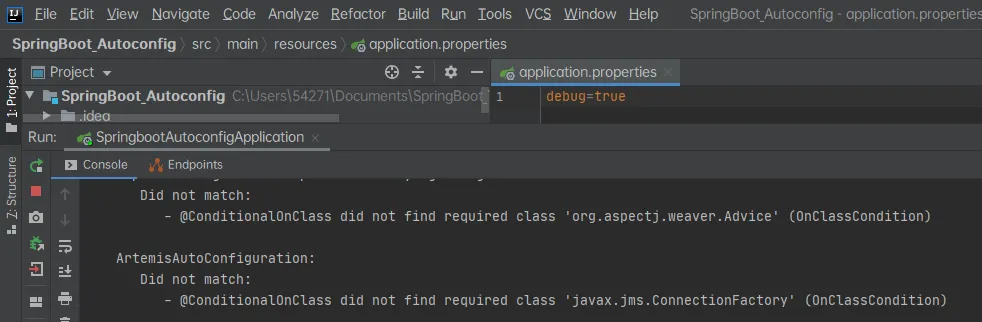 File Edit View Navigate Code Analyze Refactor Build Run Tools VCS Window Help SpringBoot_Autoconfig - application.properties
SpringBoot_Autoconfig src main resources application.properties
1: Project
Project
application.properties
SpringBoot_Autoconfig C:\Users\54271\Documents\SpringBoot_
.idea
1 debug=true
Run: SpringbootAutoconfigApplication
Console Endpoints
Z: Structure
Did not match:
- @ConditionalOnClass did not find required class 'org.aspectj.weaver.Advice' (OnClassCondition)
ArtemisAutoConfiguration:
Did not match:
- @ConditionalOnClass did not find required class 'javax.jms.ConnectionFactory' (OnClassCondition)